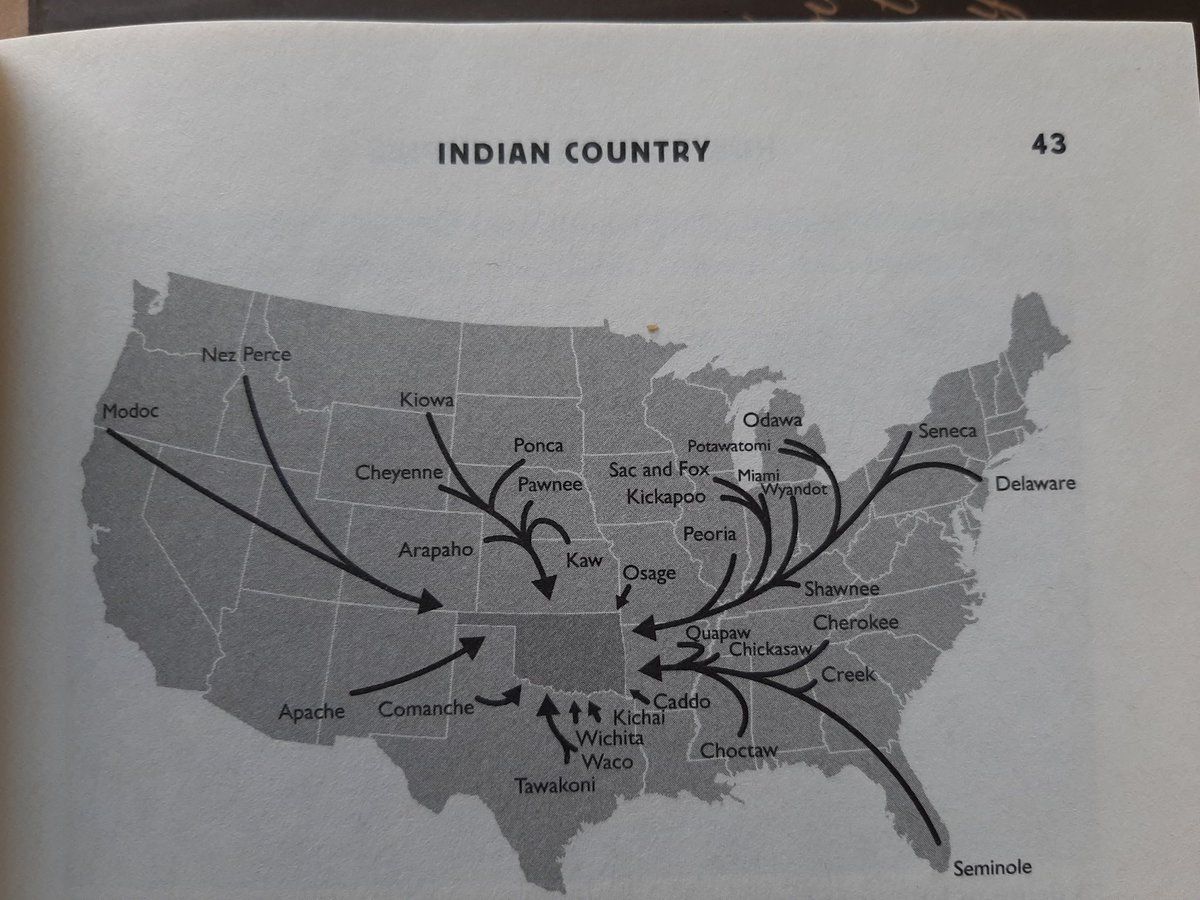 INDIAN COUNTRY
43
Nez Perce
Modoc
Kiowa
Ponca
Cheyenne
Pawnee
Arapaho
Kaw
Osage
Odawa
Potawatomi
Sac and Fox
Miami
Kickapoo
Wyandot
Seneca
Delaware
Peoria
Shawnee
Cherokee
Quapaw
Chickasaw
Creek
Apache
Comanche
Caddo
Kichai
Wichita
Waco
Tawakoni
Choctaw
Seminole